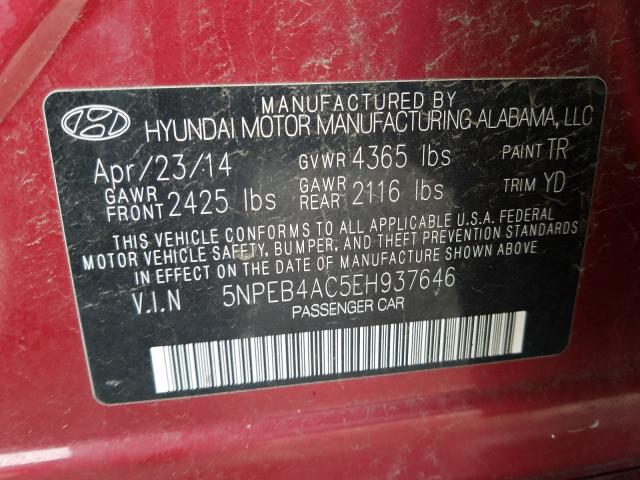 MANUFACTURED BY
HYUNDAI MOTOR MANUFACTURING ALABAMA, LLC
Apr/23/14 GVWR 4365 lbs PAINT TR
GAWR FRONT 2425 lbs GAWR REAR 2116 lbs TRIM YD
THIS VEHICLE CONFORMS TO ALL APPLICABLE U.S.A. FEDERAL
MOTOR VEHICLE SAFETY, BUMPER, AND THEFT PREVENTION STANDARDS
IN EFFECT ON THE DATE OF MANUFACTURE SHOWN ABOVE
V.I.N 5NPEB4AC5EH937646
PASSENGER CAR